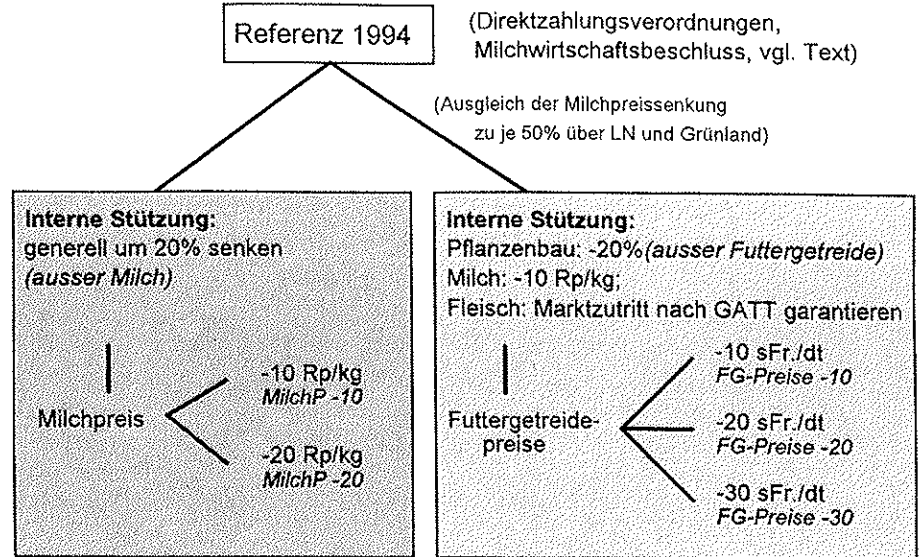 Referenz 1994
(Direktzahlungsverordnungen,
Milchwirtschaftsbeschluss, vgl. Text)
(Ausgleich der Milchpreissenkung
zu je 50% über LN und Grünland)
Interne Stützung:
generell um 20% senken
(ausser Milch)
Milchpreis
-10 Rp/kg
MilchP -10
-20 Rp/kg
MilchP -20
Interne Stützung:
Pflanzenbau: -20%(ausser Futtergetreide)
Milch: -10 Rp/kg;
Fleisch: Marktzutritt nach GATT garantieren
Futtergetreide-
preise
-10 sFr./dt
FG-Preise -10
-20 sFr./dt
FG-Preise -20
-30 sFr./dt
FG-Preise -30